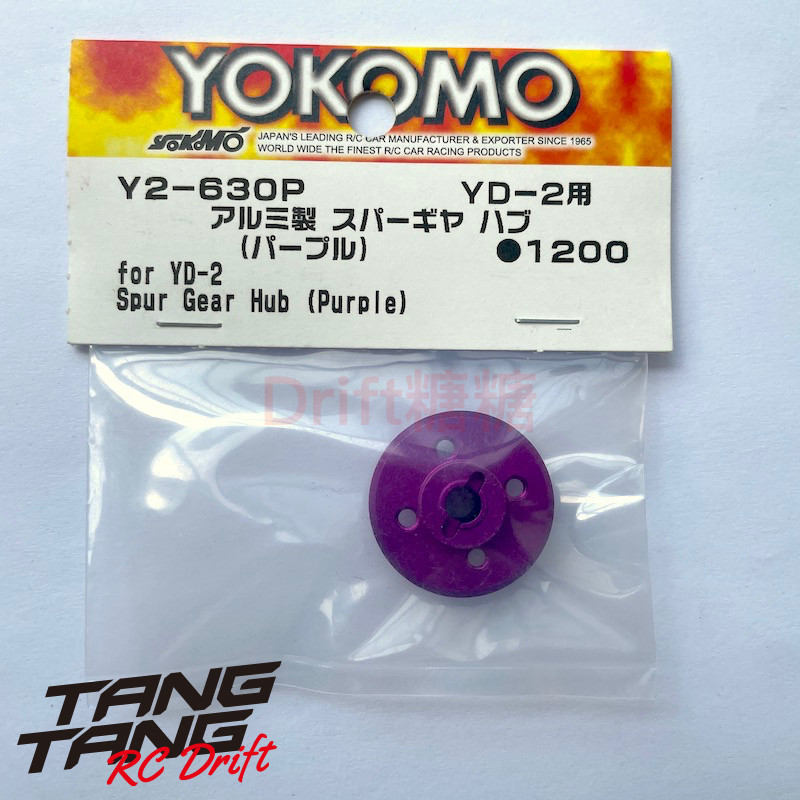 YOKOMO
YOKOMO
JAPAN'S LEADING R/C CAR MANUFACTURER & EXPORTER SINCE 1965
WORLD WIDE THE FINEST R/C CAR RACING PRODUCTS
Y2-630P YD-2用
アルミ製 スパーギヤ ハブ
(パープル) ●1200
for YD-2
Spur Gear Hub (Purple)
Drift糖糖
TANG
TANG
RC Drift